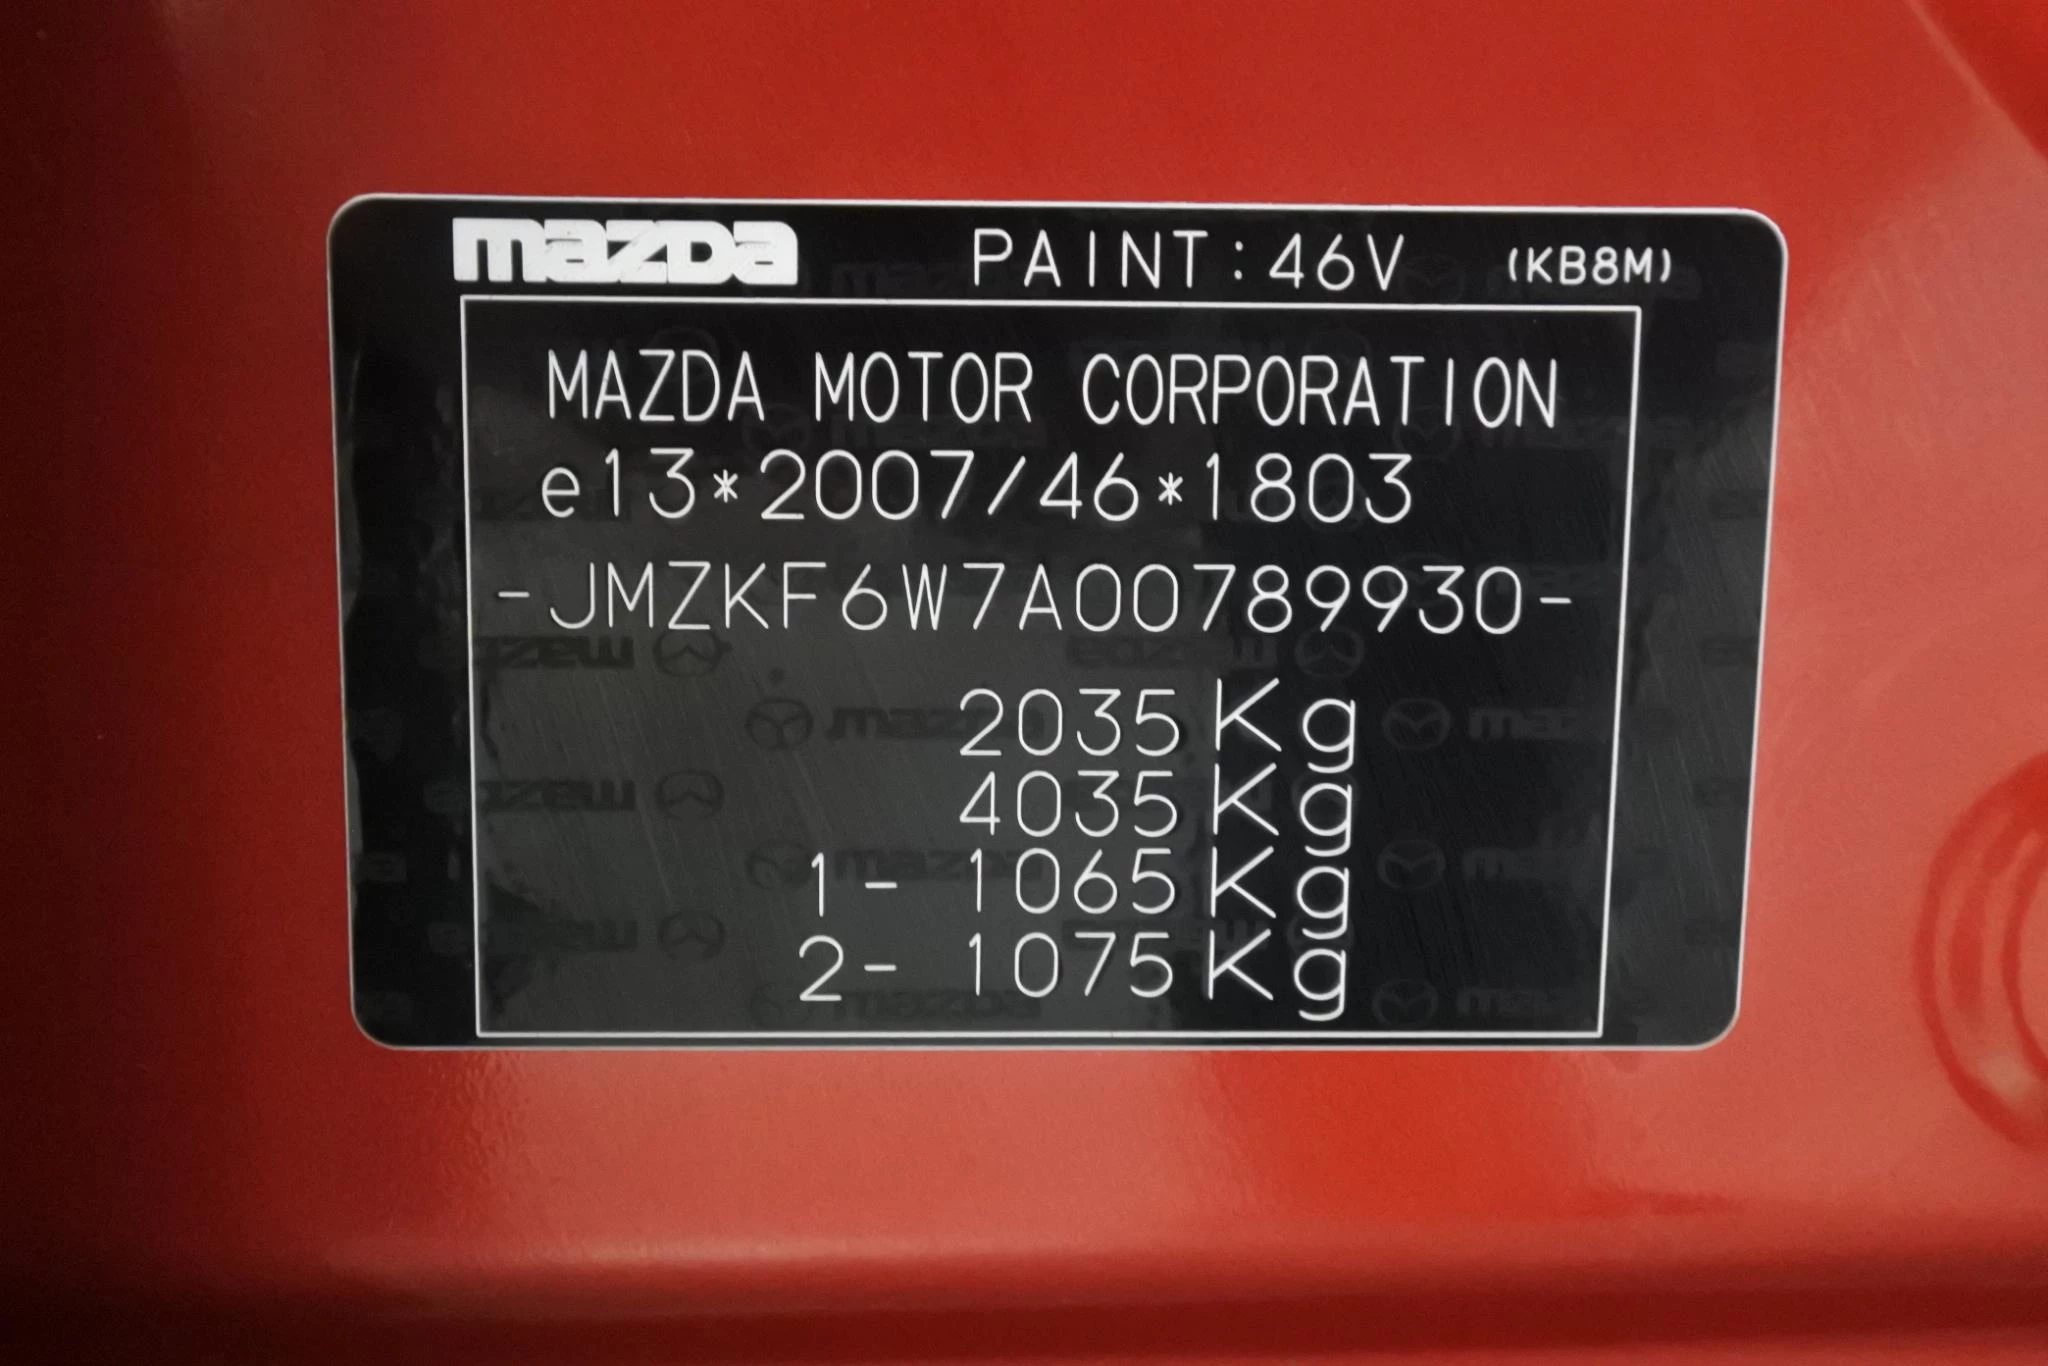 mazda PAINT:46V (KB8M)
MAZDA MOTOR CORPORATION
e13*2007/46*1803
-JMZKF6W7A00789930-
2035Kg
4035Kg
1- 1065Kg
2- 1075Kg